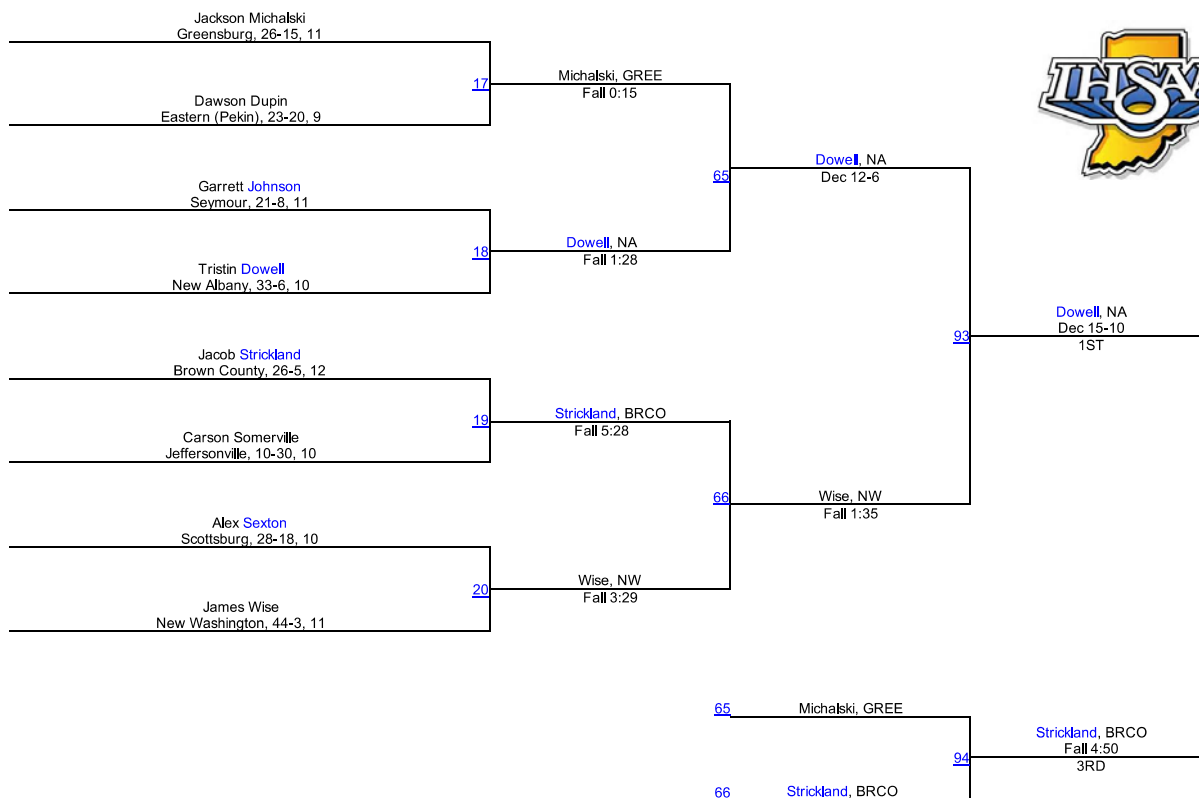 Jackson Michalski
Greensburg, 26-15, 11
17
Michalski, GREE
Fall 0:15
Dawson Dupin
Eastern (Pekin), 23-20, 9
IHSAA
65
Dowell, NA
Dec 12-6
Garrett Johnson
Seymour, 21-8, 11
18
Dowell, NA
Fall 1:28
Tristin Dowell
New Albany, 33-6, 10
93
Dowell, NA
Dec 15-10
1ST
Jacob Strickland
Brown County, 26-5, 12
19
Strickland, BRCO
Fall 5:28
Carson Somerville
Jeffersonville, 10-30, 10
66
Wise, NW
Fall 1:35
Alex Sexton
Scottsburg, 28-18, 10
20
Wise, NW
Fall 3:29
James Wise
New Washington, 44-3, 11
65
Michalski, GREE
94
Strickland, BRCO
Fall 4:50
3RD
66
Strickland, BRCO